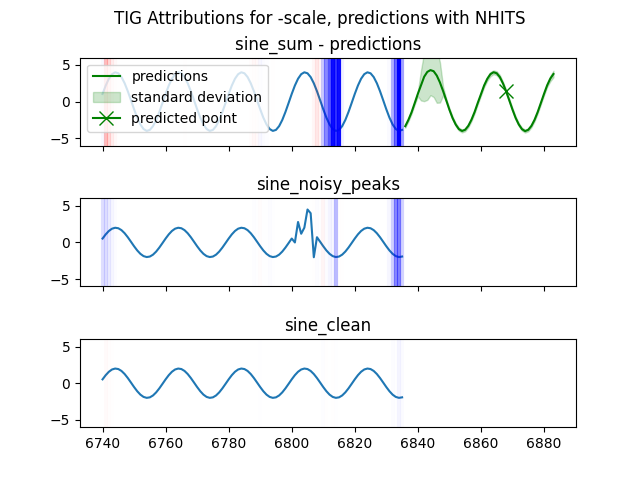 TIG Attributions for -scale, predictions with NHITS
sine_sum - predictions
5
0
−5
predictions
standard deviation
predicted point
sine_noisy_peaks
5
0
−5
sine_clean
5
0
−5
6740 6760 6780 6800 6820 6840 6860 6880